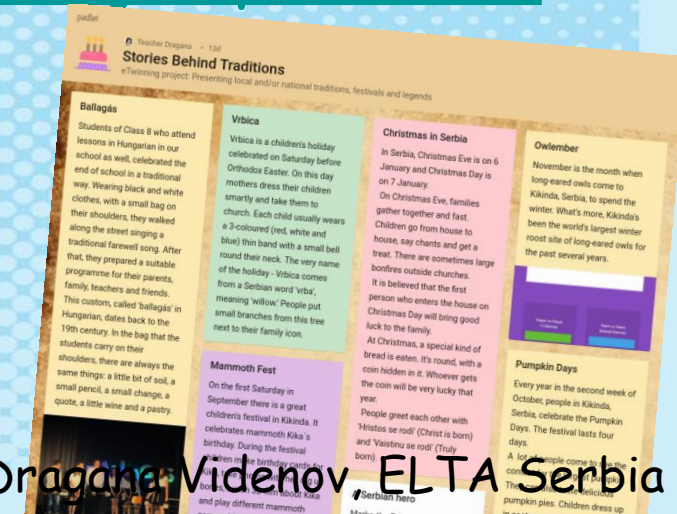 padlet
Teacher Dragana • 13d
Stories Behind Traditions
eTwinning project: Presenting local and/or national traditions, festivals and legends
Ballagás
Students of Class 8 who attend
lessons in Hungarian in our
school as well, celebrated the
end of school in a traditional
way. Wearing black and white
clothes, with a small bag on
their shoulders, they walked
along the street singing a
traditional farewell song. After
that, they prepared a suitable
programme for their parents,
family, teachers and friends.
This custom, called 'ballagás' in
Hungarian, dates back to the
19th century. In the bag that the
students carry on their
shoulders, there are always the
same things: a little bit of soil, a
small pencil, a small change, a
quote, a little wine and a pastry.
Vrbica
Vrbica is a children's holiday
celebrated on Saturday before
Orthodox Easter. On this day
mothers dress their children
smartly and take them to
church. Each child usually wears
a 3-coloured (red, white and
blue) thin band with a small bell
round their neck. The very name
of the holiday - Vrbica comes
from a Serbian word 'vrba',
meaning 'willow.' People put
small branches from this tree
next to their family icon.
Mammoth Fest
On the first Saturday in
September there is a great
children's festival in Kikinda. It
celebrates mammoth Kika's
birthday. During the festival
children make birthday cards for
Kika,
bones, about Kika
and play different mammoth
Christmas in Serbia
In Serbia, Christmas Eve is on 6
January and Christmas Day is
on 7 January.
On Christmas Eve, families
gather together and fast.
Children go from house to
house, say chants and get a
treat. There are sometimes large
bonfires outside churches.
It is believed that the first
person who enters the house on
Christmas Day will bring good
luck to the family.
At Christmas, a special kind of
bread is eaten. It's round, with a
coin hidden in it. Whoever gets
the coin will be very lucky that
year.
People greet each other with
'Hristos se rodi' (Christ is born)
and 'Vaistinu se rodi' (Truly
born).
Serbian hero
Owlember
November is the month when
long-eared owls come to
Kikinda, Serbia, to spend the
winter. What's more, Kikinda's
been the world's largest winter
roost site of long-eared owls for
the past several years.
Pumpkin Days
Every year in the second week of
October, people in Kikinda,
Serbia, celebrate the Pumpkin
Days. The festival lasts four
days.
A lot of people come to see the
delicious
pumpkin pies. Children dress up
Dragana Videnov, ELTA Serbia